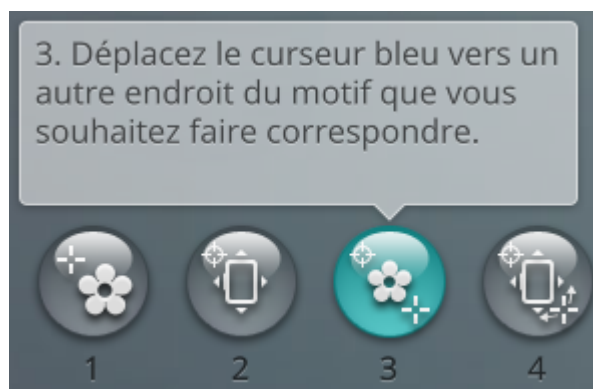 3. Déplacez le curseur bleu vers un
autre endroit du motif que vous
souhaitez faire correspondre.
1 2 3 4